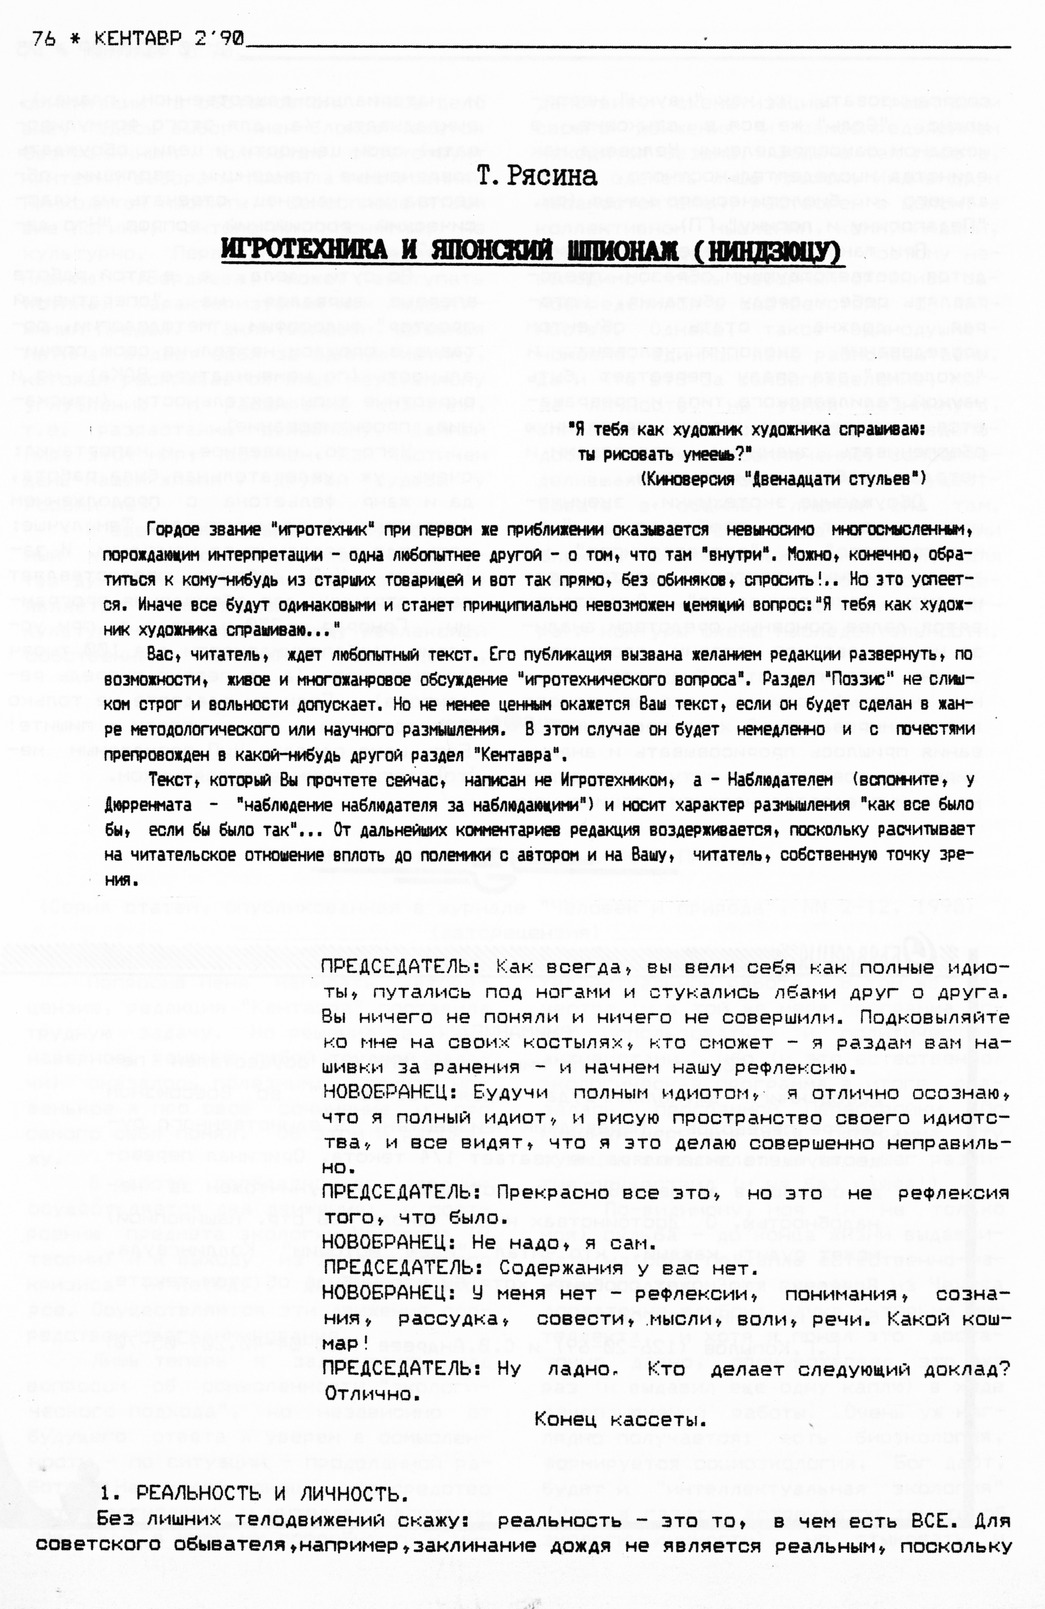 76 * КЕНТАВР 2'90
Т.Рясина
ИГРОТЕХНИКА И ЯПОНСКИЙ ШПИОНАЖ (НИНДЗЮЦУ)
"Я тебя как художник художника спрашиваю:
ты рисовать умеешь?"
(Киноверсия "Двенадцати стульев")
Гордое звание "игротехник" при первом же приближении оказывается невыносимо многосмысленным,
порождающим интерпретации - одна любопытнее другой - о том, что там "внутри". Можно, конечно, обра-
титься к кому-нибудь из старших товарищей и вот так прямо, без обиняков, спросить!.. Но это успеет-
ся. Иначе все будут одинаковыми и станет принципиально невозможен щемящий вопрос:"Я тебя как худож-
ник художника спрашиваю..."
Вас, читатель, ждет любопытный текст. Его публикация вызвана желанием редакции развернуть, по
возможности, живое и многожанровое обсуждение "игротехнического вопроса". Раздел "Поэзис" не слиш-
ком строг и вольности допускает. Но не менее ценным окажется Ваш текст, если он будет сделан в жан-
ре методологического или научного размышления. В этом случае он будет немедленно и с почестями
препровожден в какой-нибудь другой раздел "Кентавра".
Текст, который Вы прочтете сейчас, написан не Игротехником, а - Наблюдателем (вспомните, у
Дюрренмата - "наблюдение наблюдателя за наблюдающими") и носит характер размышления "как все было
бы, если бы было так"... От дальнейших комментариев редакция воздерживается, поскольку расчитывает
на читательское отношение вплоть до полемики с автором и на Вашу, читатель, собственную точку зре-
ния.
ПРЕДСЕДАТЕЛЬ: Как всегда, вы вели себя как полные идио-
ты, путались под ногами и стукались лбами друг о друга.
Вы ничего не поняли и ничего не совершили. Подковыляйте
ко мне на своих костылях, кто сможет - я раздам вам на-
шивки за ранения - и начнем нашу рефлексию.
НОВОБРАНЕЦ: Будучи полным идиотом, я отлично осознаю,
что я полный идиот, и рисую пространство своего идиотс-
тва, и все видят, что я это делаю совершенно неправиль-
но.
ПРЕДСЕДАТЕЛЬ: Прекрасно все это, но это не рефлексия
того, что было.
НОВОБРАНЕЦ: Не надо, я сам.
ПРЕДСЕДАТЕЛЬ: Содержания у вас нет.
НОВОБРАНЕЦ: У меня нет - рефлексии, понимания, созна-
ния, рассудка, совести, мысли, воли, речи. Какой кош-
мар!
ПРЕДСЕДАТЕЛЬ: Ну ладно. Кто делает следующий доклад?
Отлично.
Конец кассеты.
1. РЕАЛЬНОСТЬ И ЛИЧНОСТЬ.
Без лишних телодвижений скажу: реальность - это то, в чем есть ВСЕ. Для
советского обывателя,например,заклинание дождя не является реальным, поскольку